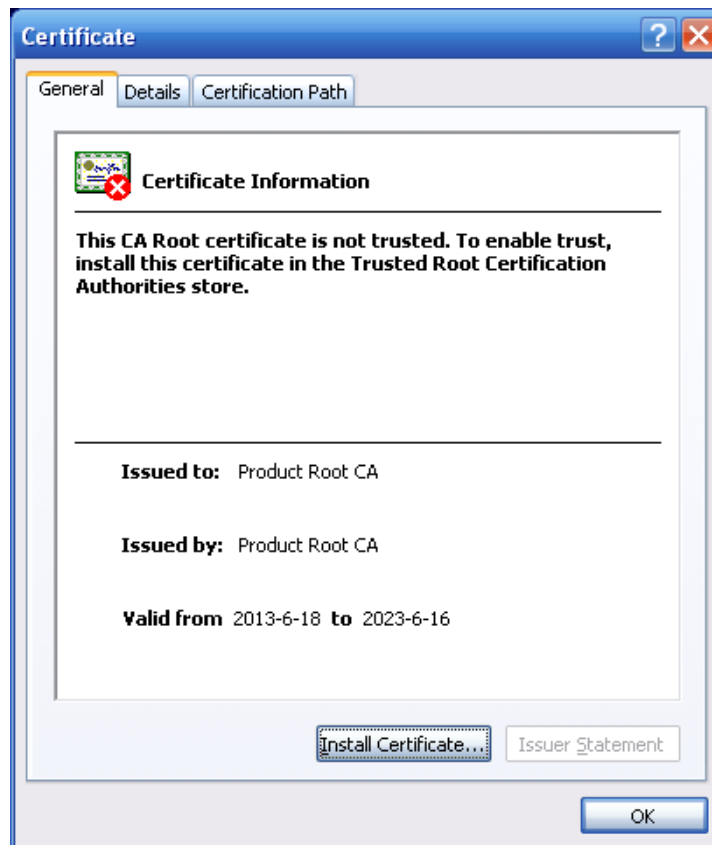 Certificate
General Details Certification Path
Certificate Information
This CA Root certificate is not trusted. To enable trust,
install this certificate in the Trusted Root Certification
Authorities store.
Issued to: Product Root CA
Issued by: Product Root CA
Valid from 2013-6-18 to 2023-6-16
Install Certificate... Issuer Statement
OK